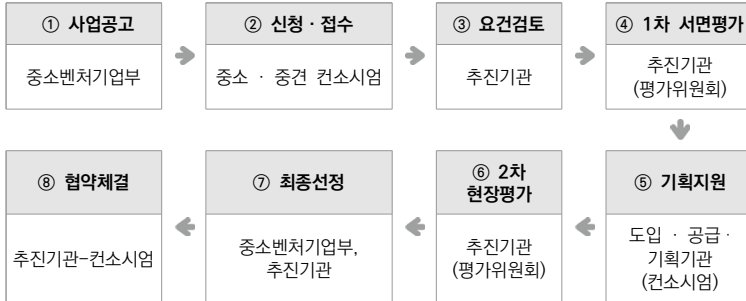 ① 사업공고
중소벤처기업부
② 신청 · 접수
중소 · 중견 컨소시엄
③ 요건검토
추진기관
④ 1차 서면평가
추진기관
(평가위원회)
⑤ 기획지원
도입 · 공급 ·
기획기관
(컨소시엄)
⑥ 2차
현장평가
추진기관
(평가위원회)
⑦ 최종선정
중소벤처기업부,
추진기관
⑧ 협약체결
추진기관-컨소시엄